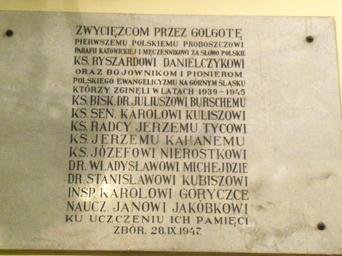 ZWYCIĘZCOM PRZEZ GOLGOTĘ
PIERWSZEMU POLSKIEMU PROBOSZCZOWI
PARAFII KATOWICKIEJ I MĘCZENNIKOWI ZA SŁOWO POLSKIE
KS. RYSZARDOWI DANIELCZYKOWI
ORAZ BOJOWNIKOM I PIONIEROM
POLSKIEGO EWANGELICYZMU NA GÓRNYM ŚLĄSKU
KTÓRZY ZGINĘLI W LATACH 1939-1945
KS. BISK. DR. JULIUSZOWI BURSCHEMU
KS. SEN. KAROLOWI KULISZOWI
KS. RADCY JERZEMU TYCOWI
KS. JERZEMU KAHANEMU
KS. JÓZEFOWI NIEROSTKOWI
DR. WŁADYSŁAWOWI MICHEJDZIE
DR. STANISŁAWOWI KUBISZOWI
INSP. KAROLOWI GORYCZCE
NAUCZ. JANOWI JAKÓBKOWI
KU UCZCZENIU ICH PAMIĘCI
ZBÓR. 28.IX.1947.